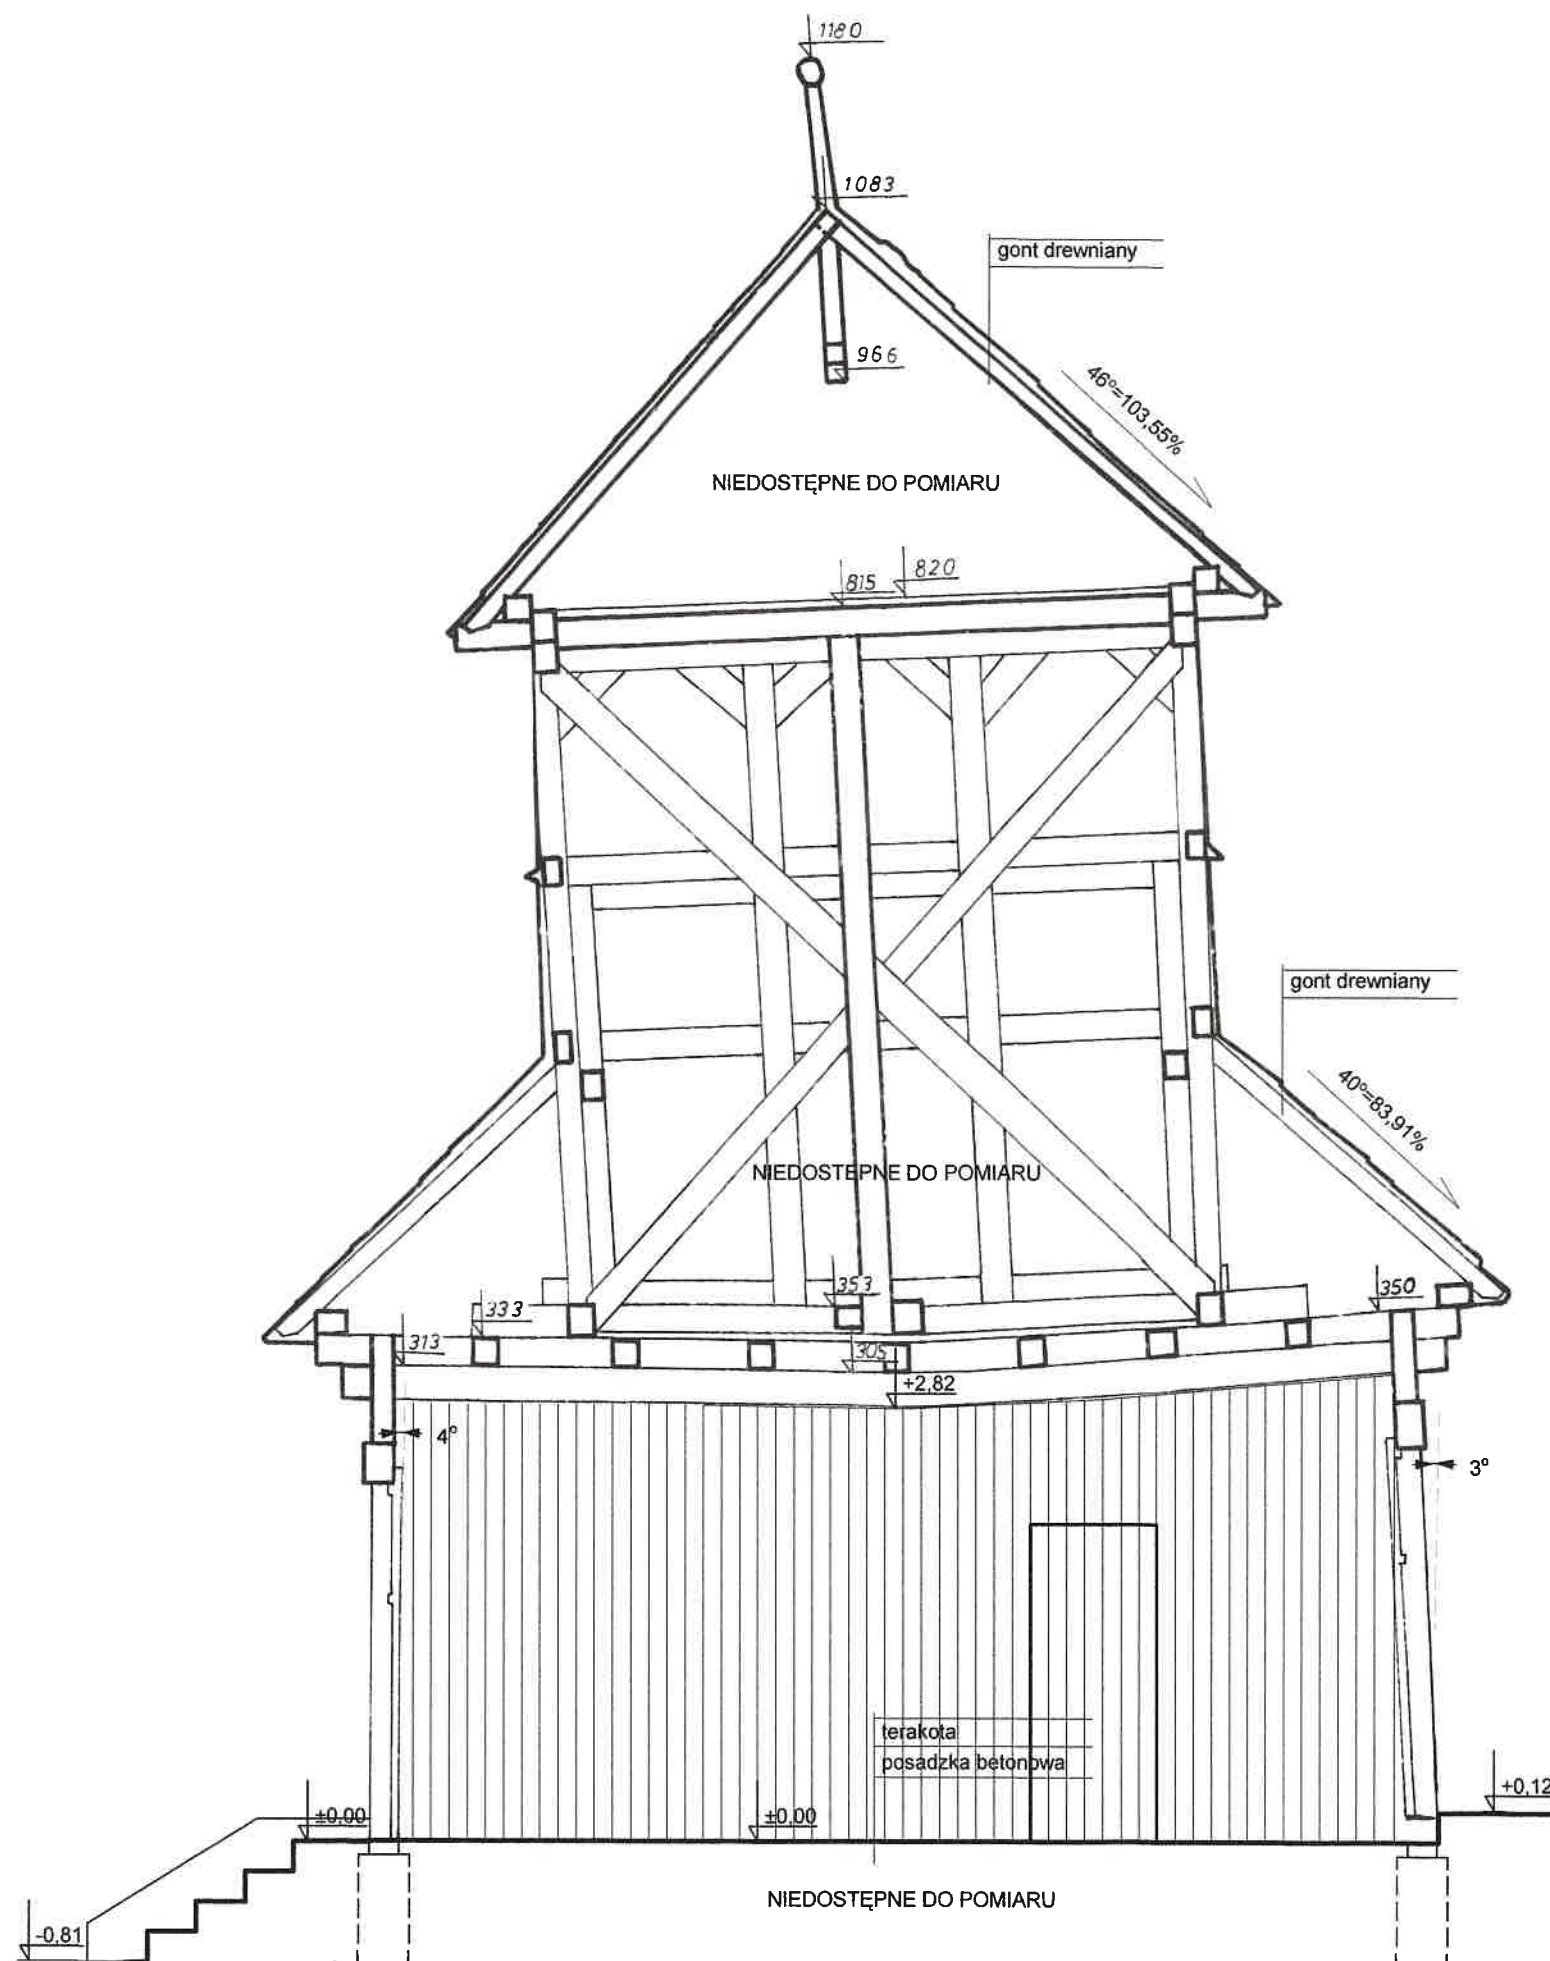 1180
1083
gont drewniany
966
46°=103,55%
NIEDOSTĘPNE DO POMIARU
815
820
gont drewniany
40°=83,91%
NIEDOSTĘPNE DO POMIARU
353
350
333
313
305
+2,82
4°
3°
terakota
posadzka betonowa
±0,00
±0,00
+0,12
NIEDOSTĘPNE DO POMIARU
-0,81